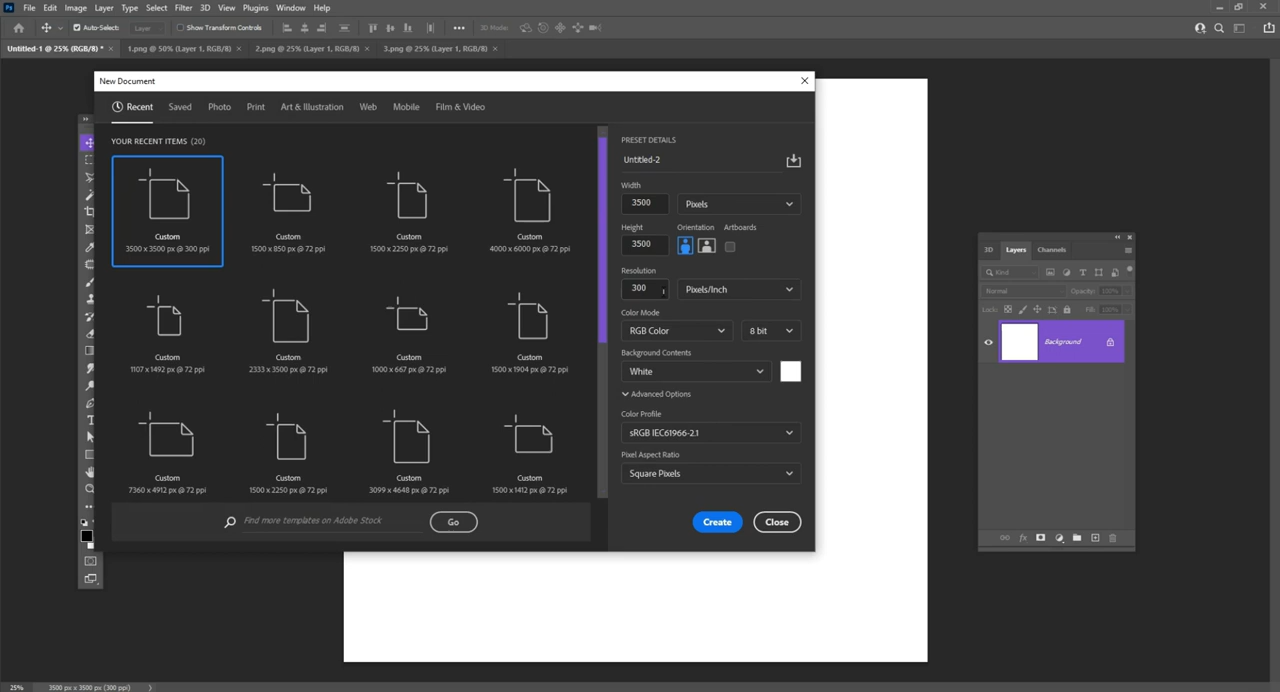 Ps File Edit Image Layer Type Select Filter 3D View Plugins Window Help
Auto-Select: Layer Show Transform Controls ••• 3D Mode:
Untitled-1 @ 25% (RGB/8) * × 1.png @ 50% (Layer 1, RGB/8) × 2.png @ 25% (Layer 1, RGB/8) × 3.png @ 25% (Layer 1, RGB/8) ×
New Document
Recent Saved Photo Print Art & Illustration Web Mobile Film & Video
YOUR RECENT ITEMS (20)
Custom Custom Custom Custom
3500 x 3500 px @ 300 ppi 1500 x 850 px @ 72 ppi 1500 x 2250 px @ 72 ppi 4000 x 6000 px @ 72 ppi
Custom Custom Custom Custom
1107 x 1492 px @ 72 ppi 2333 x 3500 px @ 72 ppi 1000 x 667 px @ 72 ppi 1500 x 1904 px @ 72 ppi
Custom Custom Custom Custom
7360 x 4912 px @ 72 ppi 1500 x 2250 px @ 72 ppi 3099 x 4648 px @ 72 ppi 1500 x 1412 px @ 72 ppi
Find more templates on Adobe Stock Go
PRESET DETAILS
Untitled-2
Width
3500 Pixels
Height Orientation Artboards
3500
Resolution
300 Pixels/Inch
Color Mode
RGB Color 8 bit
Background Contents
White
Advanced Options
Color Profile
sRGB IEC61966-2.1
Pixel Aspect Ratio
Square Pixels
Create Close
3D Layers Channels
Kind
Normal Opacity: 100%
Lock: Fill: 100%
Background
fx
25% 3500 px x 3500 px (300 ppi)